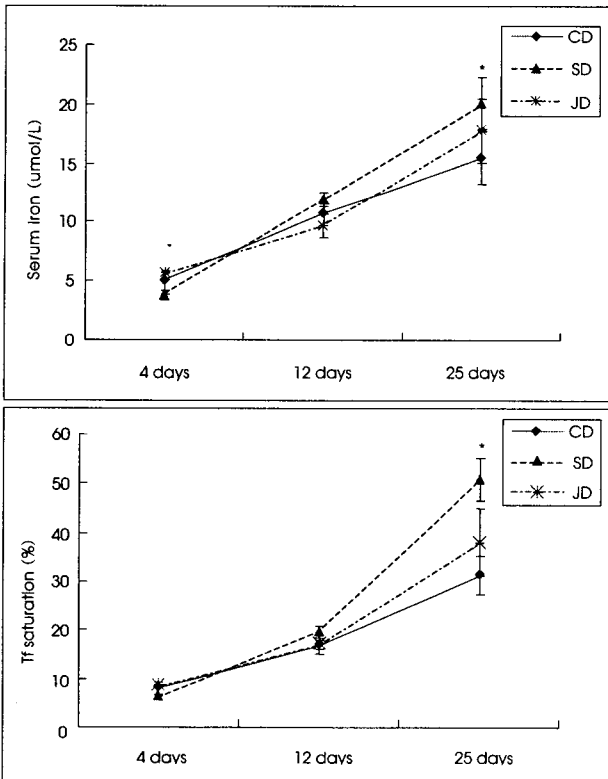 25
20
15
10
5
0
Serum iron (umol/L)
*
*
4 days
12 days
25 days
CD
SD
JD
60
50
40
30
20
10
0
Tf saturation (%)
*
4 days
12 days
25 days
CD
SD
JD